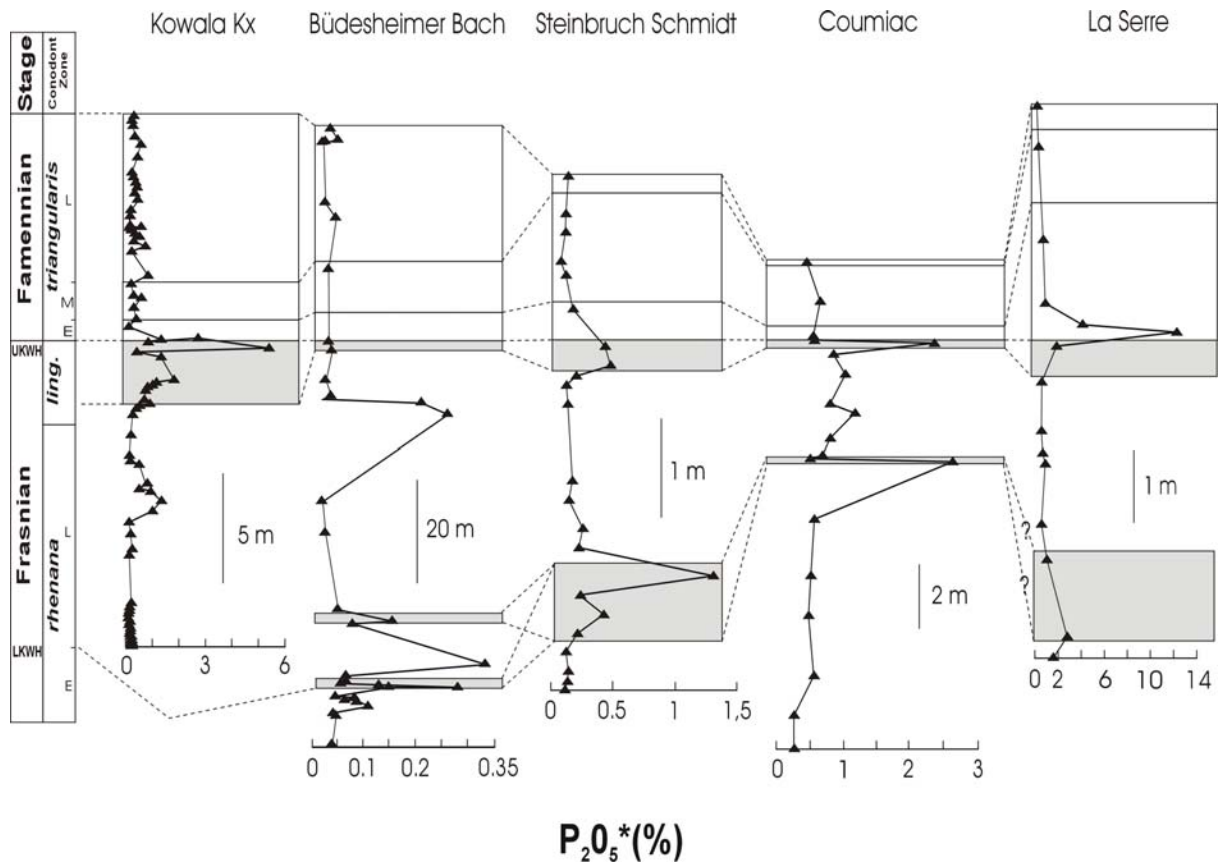 Kowala Kx
Büdesheimer Bach
Steinbruch Schmidt
Coumiac
La Serre
Stage
Conodont
Zone
Famennian
triangularis
L
M
E
UKWH
ling.
Frasnian
rhenana
L
LKWH
E
5 m
20 m
1 m
2 m
1 m
?
?
0 3 6
0 0.1 0.2 0.35
0 0.5 1 1,5
0 1 2 3
0 2 6 10 14
P₂0₅*(%)